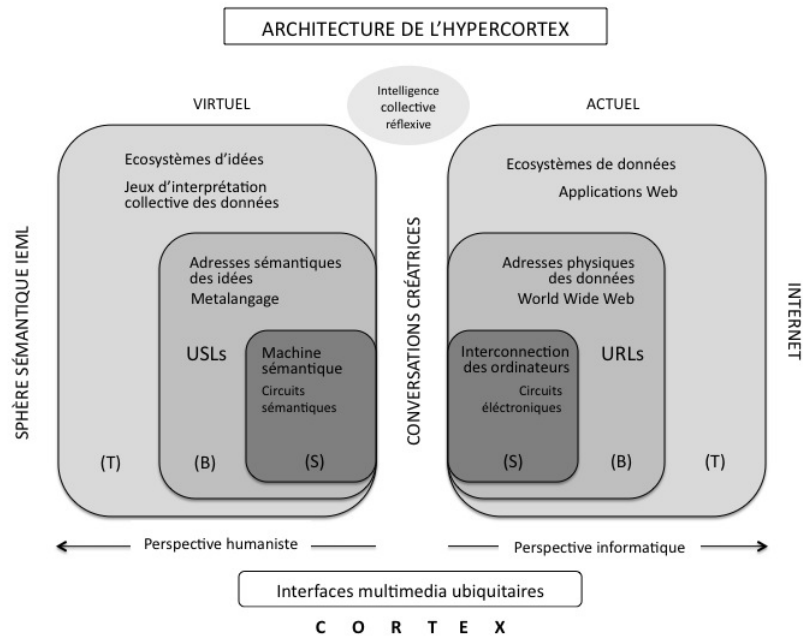 ARCHITECTURE DE L'HYPERCORTEX
Intelligence
collective
réflexive
VIRTUEL
ACTUEL
SPHÈRE SÉMANTIQUE IEML
Ecosystèmes d'idées
Jeux d'interprétation
collective des données
Adresses sémantiques
des idées
Metalangage
USLs
Machine
sémantique
Circuits
sémantiques
(T)
(B)
(S)
CONVERSATIONS CRÉATRICES
Ecosystèmes de données
Applications Web
Adresses physiques
des données
World Wide Web
Interconnection
des ordinateurs
URLs
Circuits
éléctroniques
(S)
(B)
(T)
INTERNET
Perspective humaniste
Perspective informatique
Interfaces multimedia ubiquitaires
C O R T E X